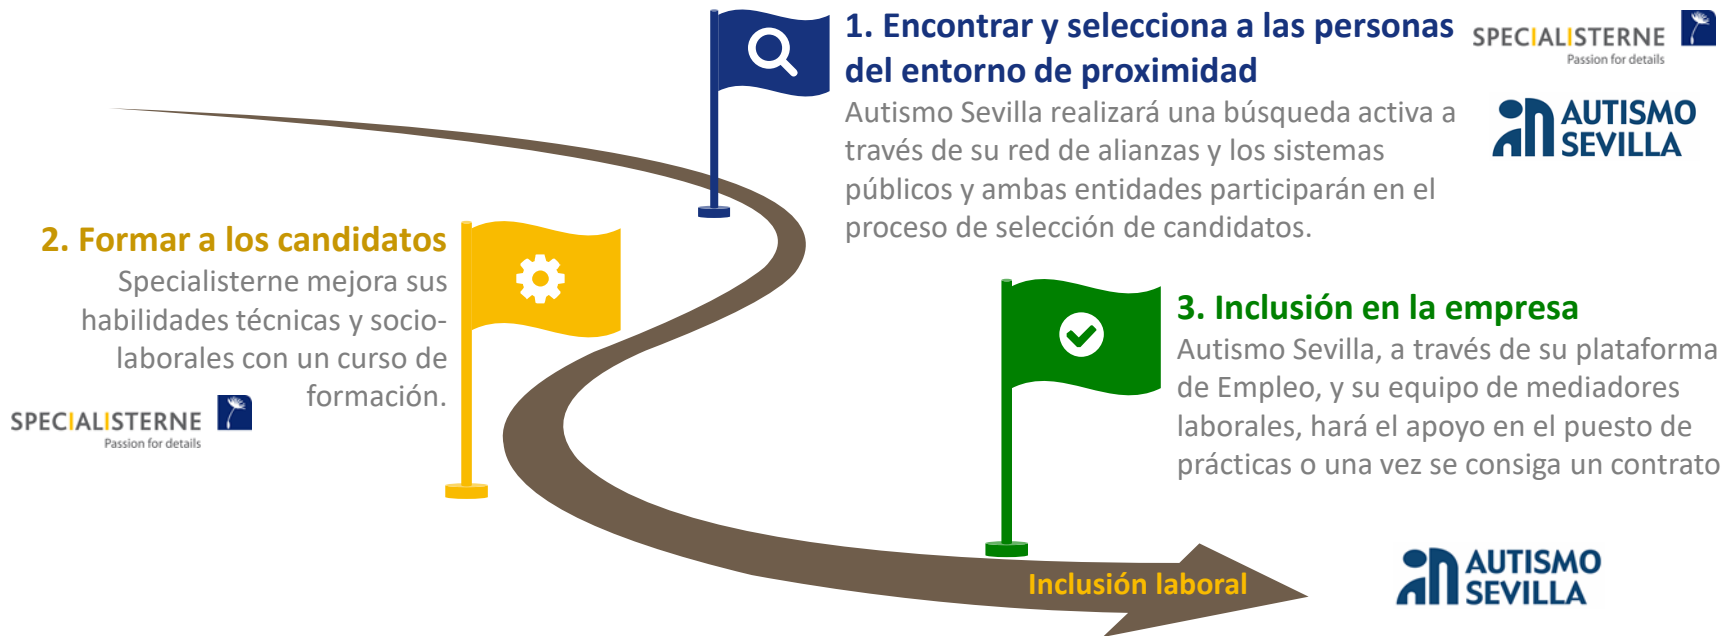 1. Encontrar y selecciona a las personas
del entorno de proximidad
Autismo Sevilla realizará una búsqueda activa a
través de su red de alianzas y los sistemas
públicos y ambas entidades participarán en el
proceso de selección de candidatos.
SPECIALISTERNE
Passion for details
AUTISMO
SEVILLA
2. Formar a los candidatos
Specialisterne mejora sus
habilidades técnicas y socio-
laborales con un curso de
formación.
SPECIALISTERNE
Passion for details
3. Inclusión en la empresa
Autismo Sevilla, a través de su plataforma
de Empleo, y su equipo de mediadores
laborales, hará el apoyo en el puesto de
prácticas o una vez se consiga un contrato
Inclusión laboral
AUTISMO
SEVILLA